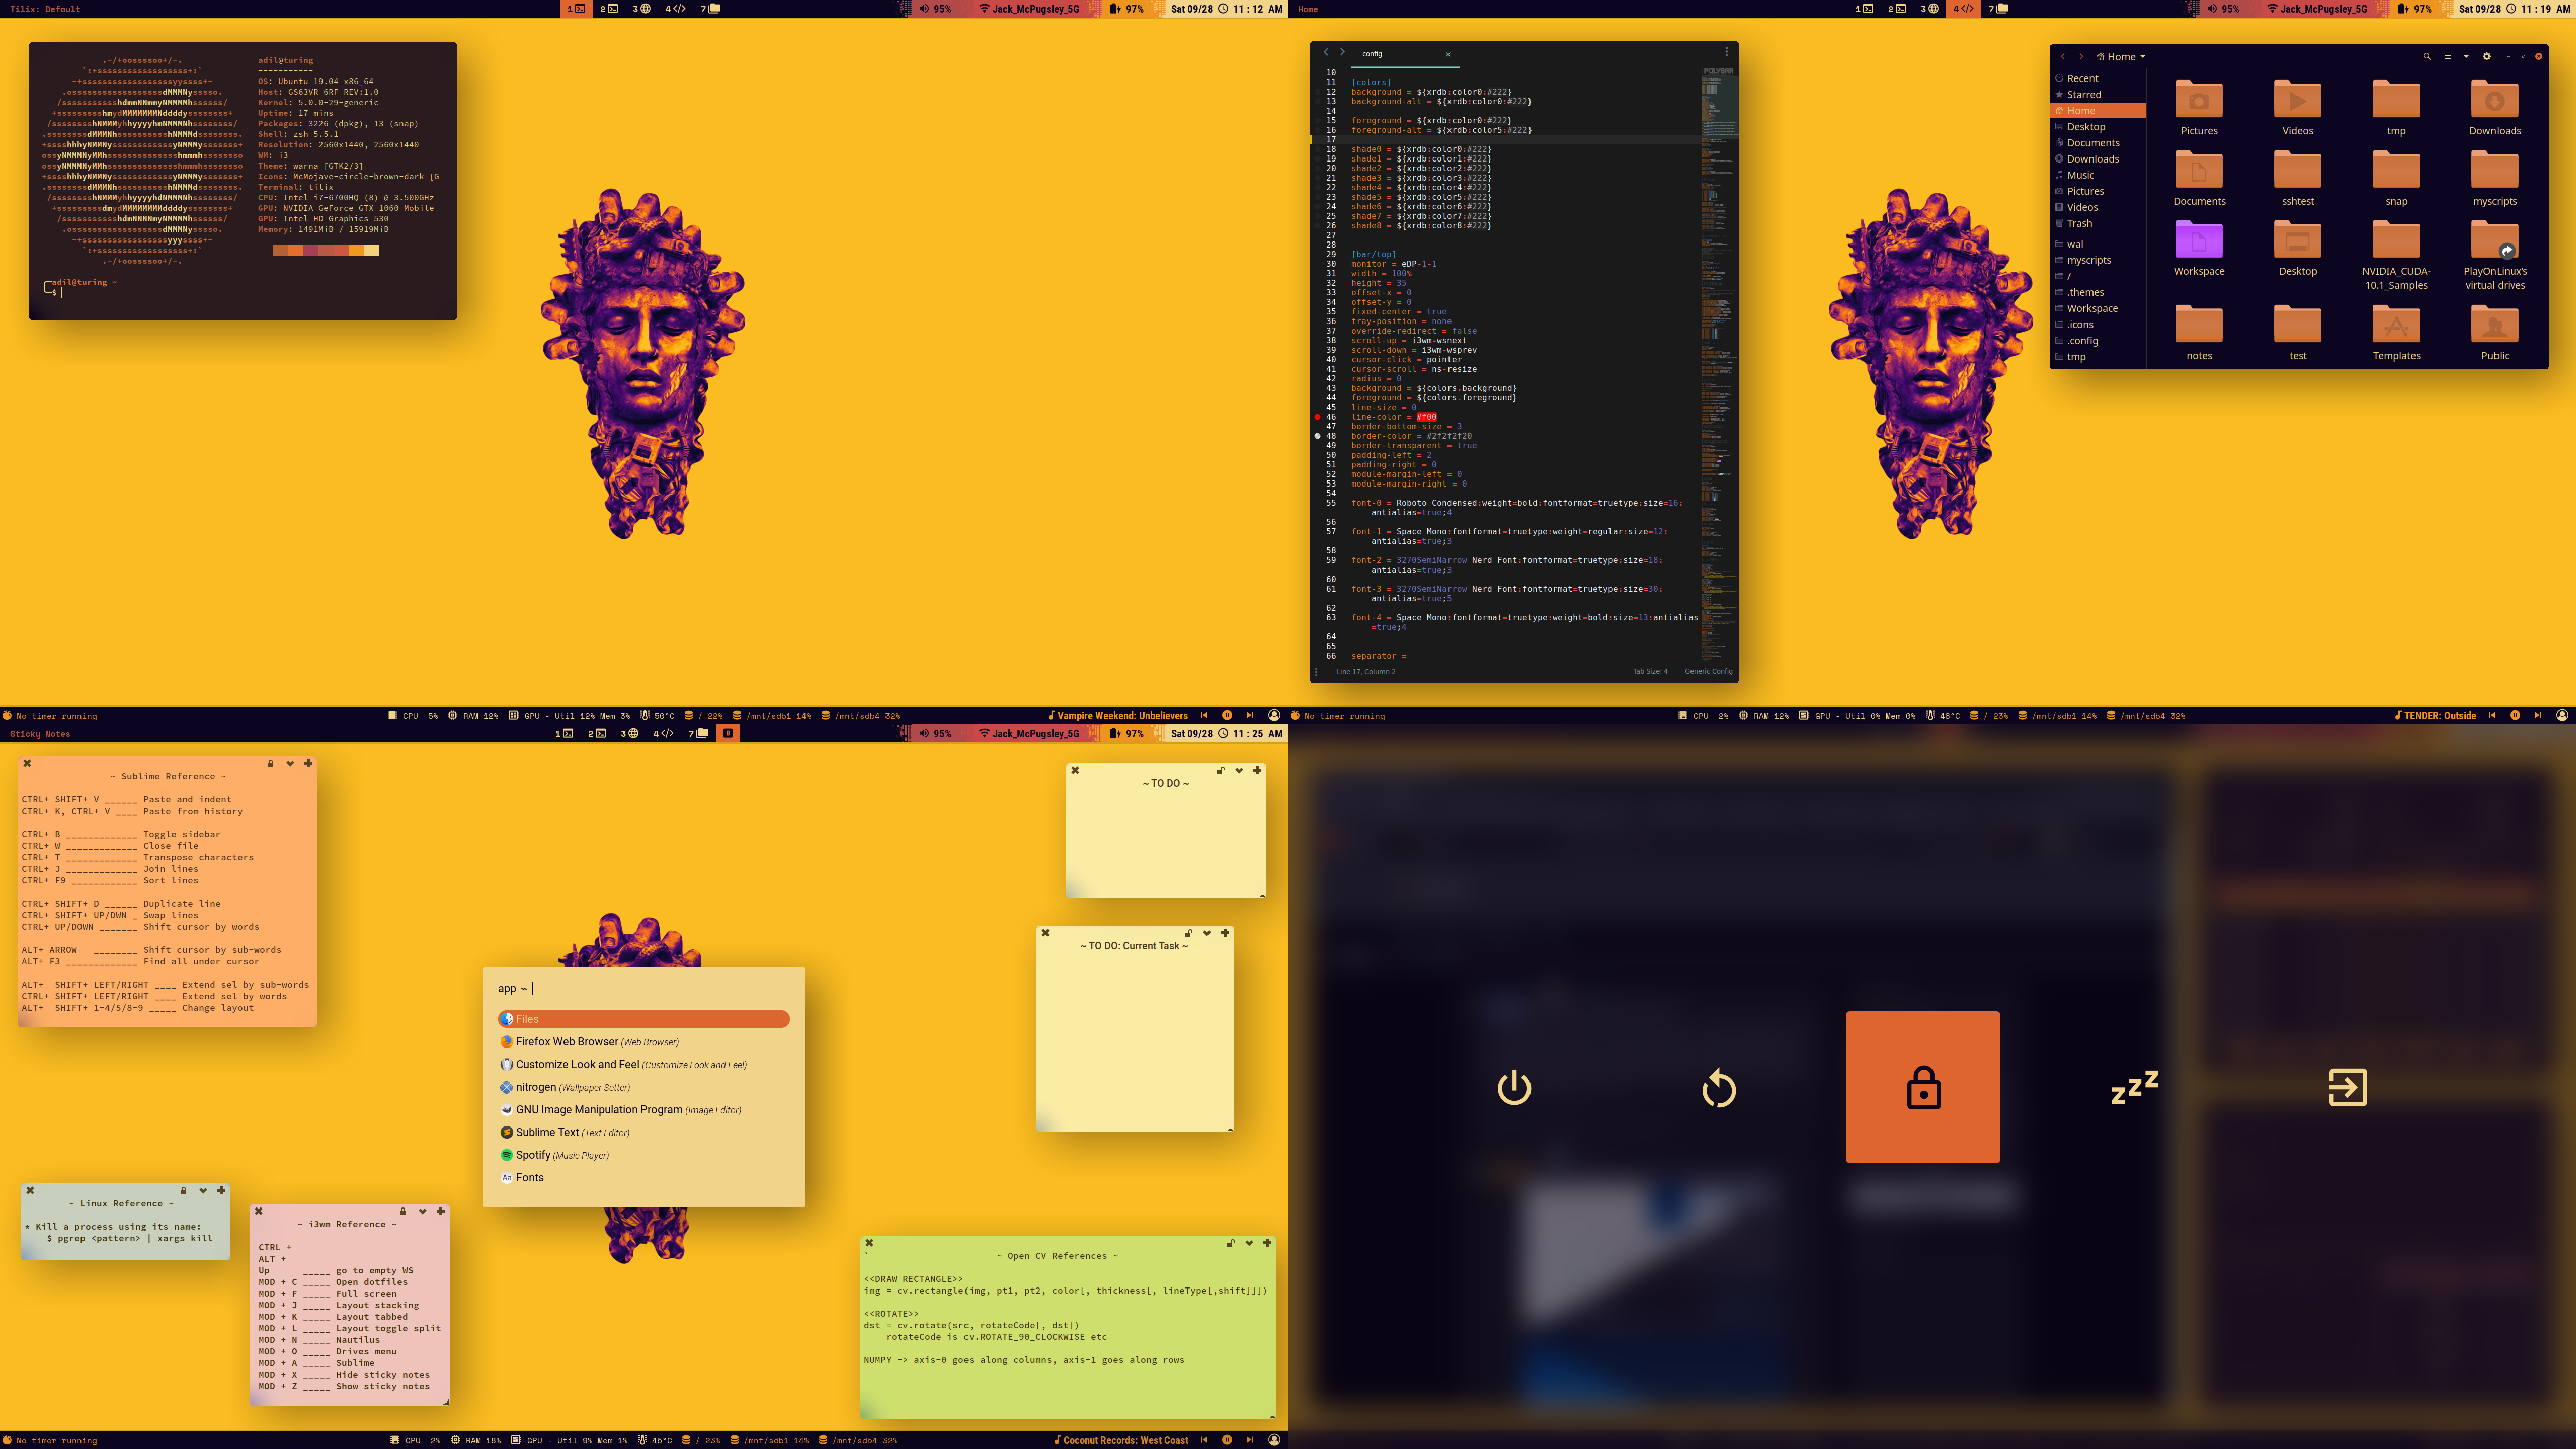 Tilix: Default
1 2 3 4 7
95% Jack_McPugsley_5G 97% Sat 09/28 11 : 12 AM
adil@turing
-----------
OS: Ubuntu 19.04 x86_64
Host: GS63VR 6RF REV:1.0
Kernel: 5.0.0-29-generic
Uptime: 17 mins
Packages: 3226 (dpkg), 13 (snap)
Shell: zsh 5.5.1
Resolution: 2560x1440, 2560x1440
WM: i3
Theme: warna [GTK2/3]
Icons: McMojave-circle-brown-dark [G
Terminal: tilix
CPU: Intel i7-6700HQ (8) @ 3.500GHz
GPU: NVIDIA GeForce GTX 1060 Mobile
GPU: Intel HD Graphics 530
Memory: 1491MiB / 15919MiB
adil@turing ~
$
No timer running CPU 5% RAM 12% GPU - Util 12% Mem 3% 50°C / 22% /mnt/sdb1 14% /mnt/sdb4 32% Vampire Weekend: Unbelievers
Home
1 2 3 4 7
95% Jack_McPugsley_5G 97% Sat 09/28 11 : 19 AM
config
10
11 [colors]
12 background = ${xrdb:color0:#222}
13 background-alt = ${xrdb:color0:#222}
14
15 foreground = ${xrdb:color0:#222}
16 foreground-alt = ${xrdb:color5:#222}
17
18 shade0 = ${xrdb:color0:#222}
19 shade1 = ${xrdb:color1:#222}
20 shade2 = ${xrdb:color2:#222}
21 shade3 = ${xrdb:color3:#222}
22 shade4 = ${xrdb:color4:#222}
23 shade5 = ${xrdb:color5:#222}
24 shade6 = ${xrdb:color6:#222}
25 shade7 = ${xrdb:color7:#222}
26 shade8 = ${xrdb:color8:#222}
27
28
29 [bar/top]
30 monitor = eDP-1-1
31 width = 100%
32 height = 35
33 offset-x = 0
34 offset-y = 0
35 fixed-center = true
36 tray-position = none
37 override-redirect = false
38 scroll-up = i3wm-wsnext
39 scroll-down = i3wm-wsprev
40 cursor-click = pointer
41 cursor-scroll = ns-resize
42 radius = 0
43 background = ${colors.background}
44 foreground = ${colors.foreground}
45 line-size = 0
46 line-color = #f00
47 border-bottom-size = 3
48 border-color = #2f2f2f20
49 border-transparent = true
50 padding-left = 2
51 padding-right = 0
52 module-margin-left = 0
53 module-margin-right = 0
54
55 font-0 = Roboto Condensed:weight=bold:fontformat=truetype:size=16:
antialias=true;4
56
57 font-1 = Space Mono:fontformat=truetype:weight=regular:size=12:
antialias=true;3
58
59 font-2 = 3270SemiNarrow Nerd Font:fontformat=truetype:size=18:
antialias=true;3
60
61 font-3 = 3270SemiNarrow Nerd Font:fontformat=truetype:size=30:
antialias=true;5
62
63 font-4 = Space Mono:fontformat=truetype:weight=bold:size=13:antialias
=true;4
64
65
66 separator =
Line 17, Column 2 Tab Size: 4 Generic Config
POLYBAR
Home
Recent
Starred
Home
Desktop
Documents
Downloads
Music
Pictures
Videos
Trash
wal
myscripts
/
.themes
Workspace
.icons
.config
tmp
Pictures Videos tmp Downloads
Documents sshtest snap myscripts
Workspace Desktop NVIDIA_CUDA-10.1_Samples PlayOnLinux's virtual drives
notes test Templates Public
No timer running CPU 2% RAM 12% GPU - Util 0% Mem 0% 48°C / 23% /mnt/sdb1 14% /mnt/sdb4 32% TENDER: Outside
Sticky Notes
1 2 3 4 7 8
95% Jack_McPugsley_5G 97% Sat 09/28 11 : 25 AM
~ Sublime Reference ~
CTRL+ SHIFT+ V ______ Paste and indent
CTRL+ K, CTRL+ V ____ Paste from history
CTRL+ B _____________ Toggle sidebar
CTRL+ W _____________ Close file
CTRL+ T _____________ Transpose characters
CTRL+ J _____________ Join lines
CTRL+ F9 ____________ Sort lines
CTRL+ SHIFT+ D ______ Duplicate line
CTRL+ SHIFT+ UP/DWN _ Swap lines
CTRL+ UP/DOWN _______ Shift cursor by words
ALT+ ARROW ________ Shift cursor by sub-words
ALT+ F3 _____________ Find all under cursor
ALT+ SHIFT+ LEFT/RIGHT ____ Extend sel by sub-words
CTRL+ SHIFT+ LEFT/RIGHT ____ Extend sel by words
ALT+ SHIFT+ 1-4/5/8-9 _____ Change layout
~ TO DO ~
~ TO DO: Current Task ~
app ~
Files
Firefox Web Browser (Web Browser)
Customize Look and Feel (Customize Look and Feel)
nitrogen (Wallpaper Setter)
GNU Image Manipulation Program (Image Editor)
Sublime Text (Text Editor)
Spotify (Music Player)
Aa Fonts
~ Linux Reference ~
* Kill a process using its name:
$ pgrep <pattern> | xargs kill
~ i3wm Reference ~
CTRL +
ALT +
Up _____ go to empty WS
MOD + C _____ Open dotfiles
MOD + F _____ Full screen
MOD + J _____ Layout stacking
MOD + K _____ Layout tabbed
MOD + L _____ Layout toggle split
MOD + N _____ Nautilus
MOD + O _____ Drives menu
MOD + A _____ Sublime
MOD + X _____ Hide sticky notes
MOD + Z _____ Show sticky notes
~ Open CV References ~
<<DRAW RECTANGLE>>
img = cv.rectangle(img, pt1, pt2, color[, thickness[, lineType[,shift]]])
<<ROTATE>>
dst = cv.rotate(src, rotateCode[, dst])
rotateCode is cv.ROTATE_90_CLOCKWISE etc
NUMPY -> axis-0 goes along columns, axis-1 goes along rows
No timer running CPU 2% RAM 18% GPU - Util 9% Mem 1% 45°C / 23% /mnt/sdb1 14% /mnt/sdb4 32% Coconut Records: West Coast
zzz